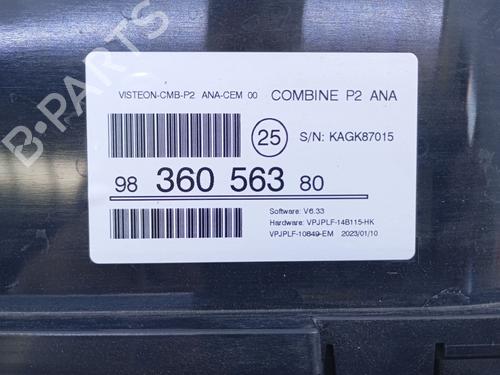 B-PARTS
VISTEON-CMB-P2 ANA-CEM 00 COMBINE P2 ANA
25 S/N: KAGK87015
98 360 563 80
Software: V6.33
Hardware: VPJPLF-14B115-HK
VPJPLF-10849-EM 2023/01/10